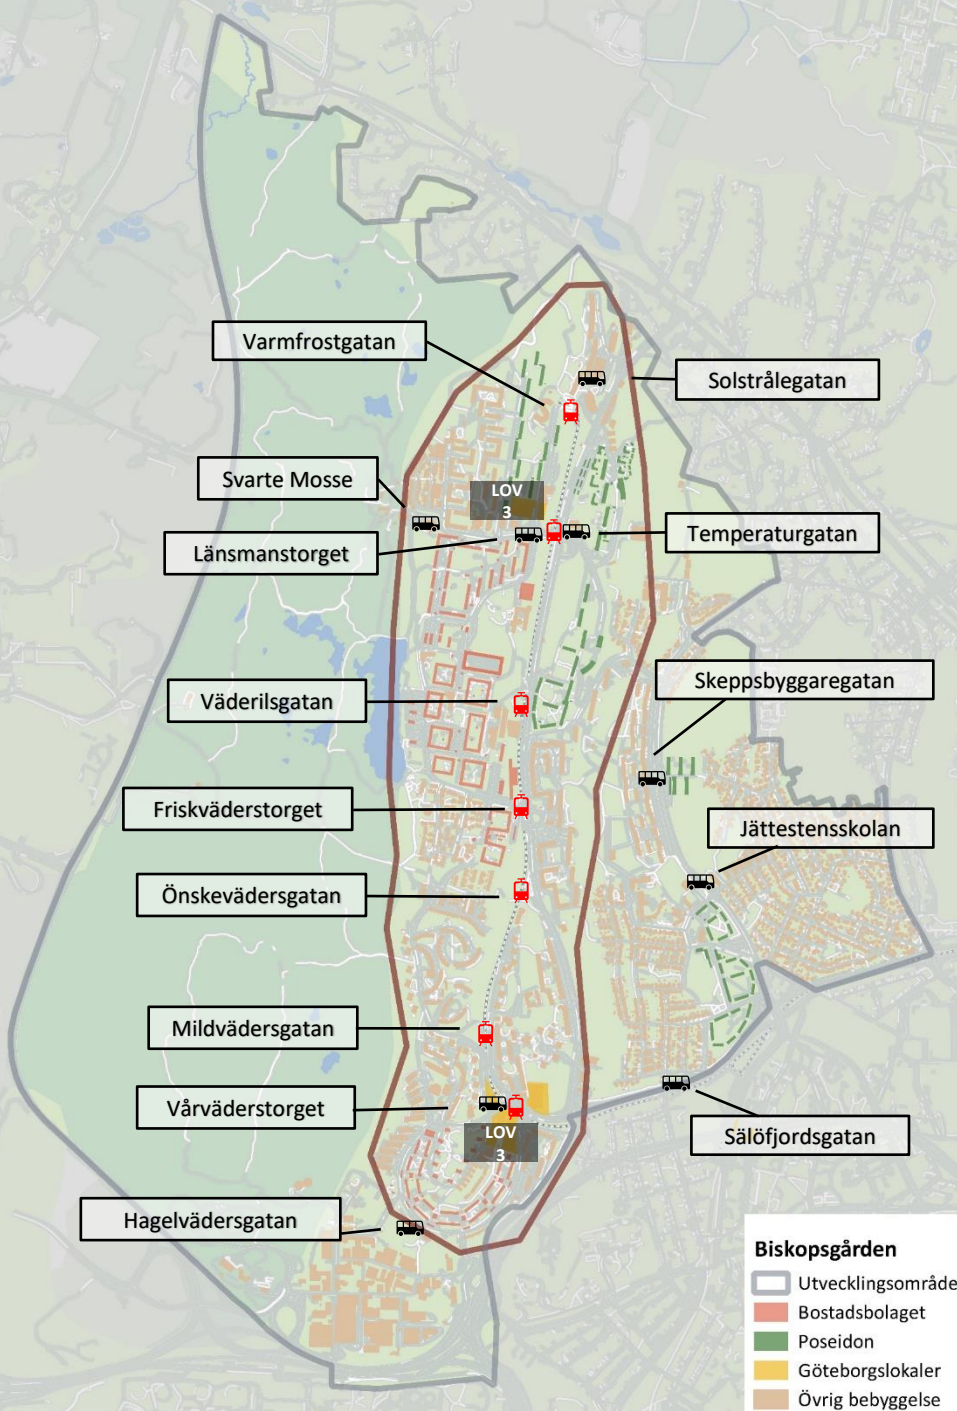 Varmfrostgatan
Solstrålegatan
Svarte Mosse
LOV
3
Länsmanstorget
Temperaturgatan
Väderilsgatan
Skeppsbyggaregatan
Friskväderstorget
Jättestensskolan
Önskevädersgatan
Mildvädersgatan
Vårväderstorget
LOV
3
Sälöfjordsgatan
Hagelvädersgatan
Biskopsgården
Utvecklingsområde
Bostadsbolaget
Poseidon
Göteborgslokaler
Övrig bebyggelse